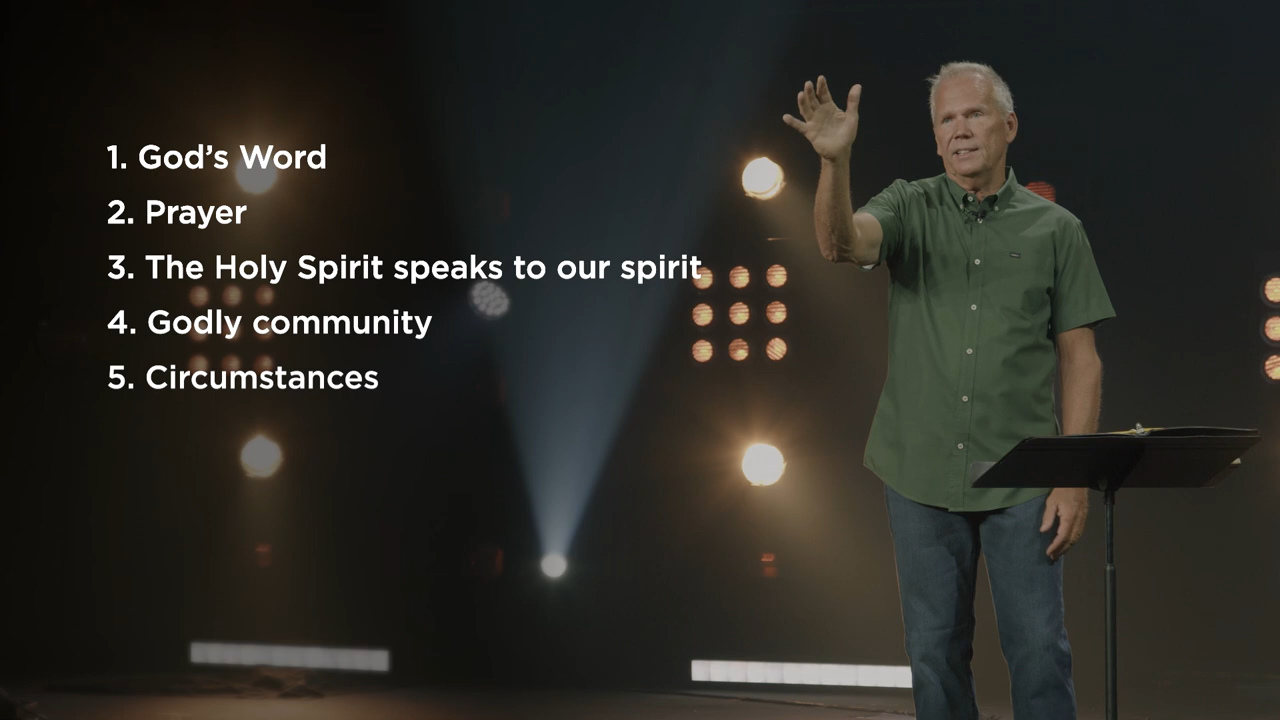 1. God’s Word
2. Prayer
3. The Holy Spirit speaks to our spirit
4. Godly community
5. Circumstances